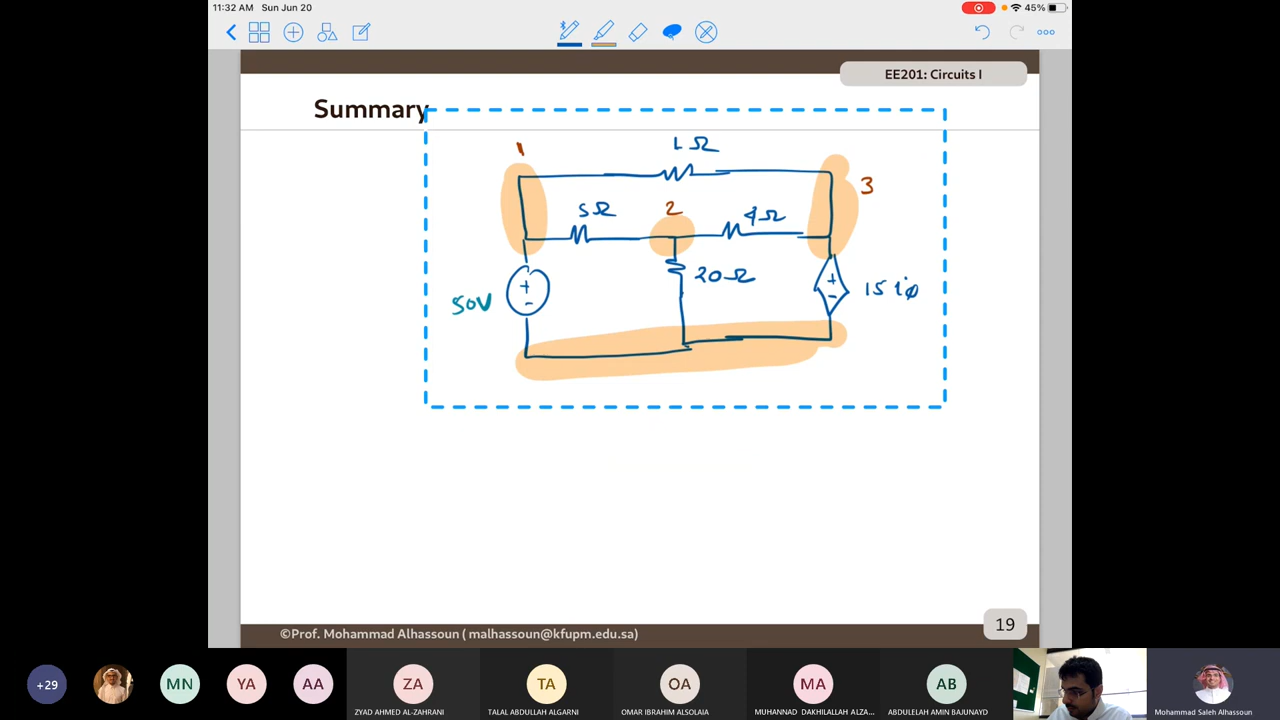 11:32 AM Sun Jun 20
45%
EE201: Circuits I
Summary
1
1Ω
3
5Ω
2
4Ω
20Ω
50V
+
-
+
-
15 iø
19
©Prof. Mohammad Alhassoun ( malhassoun@kfupm.edu.sa)
+29
MN
YA
AA
ZA
TA
OA
MA
AB
ZYAD AHMED AL-ZAHRANI
TALAL ABDULLAH ALGARNI
OMAR IBRAHIM ALSOLAIA
MUHANNAD DAKHILALLAH ALZA...
ABDULELAH AMIN BAJUNAYD
Mohammad Saleh Alhassoun